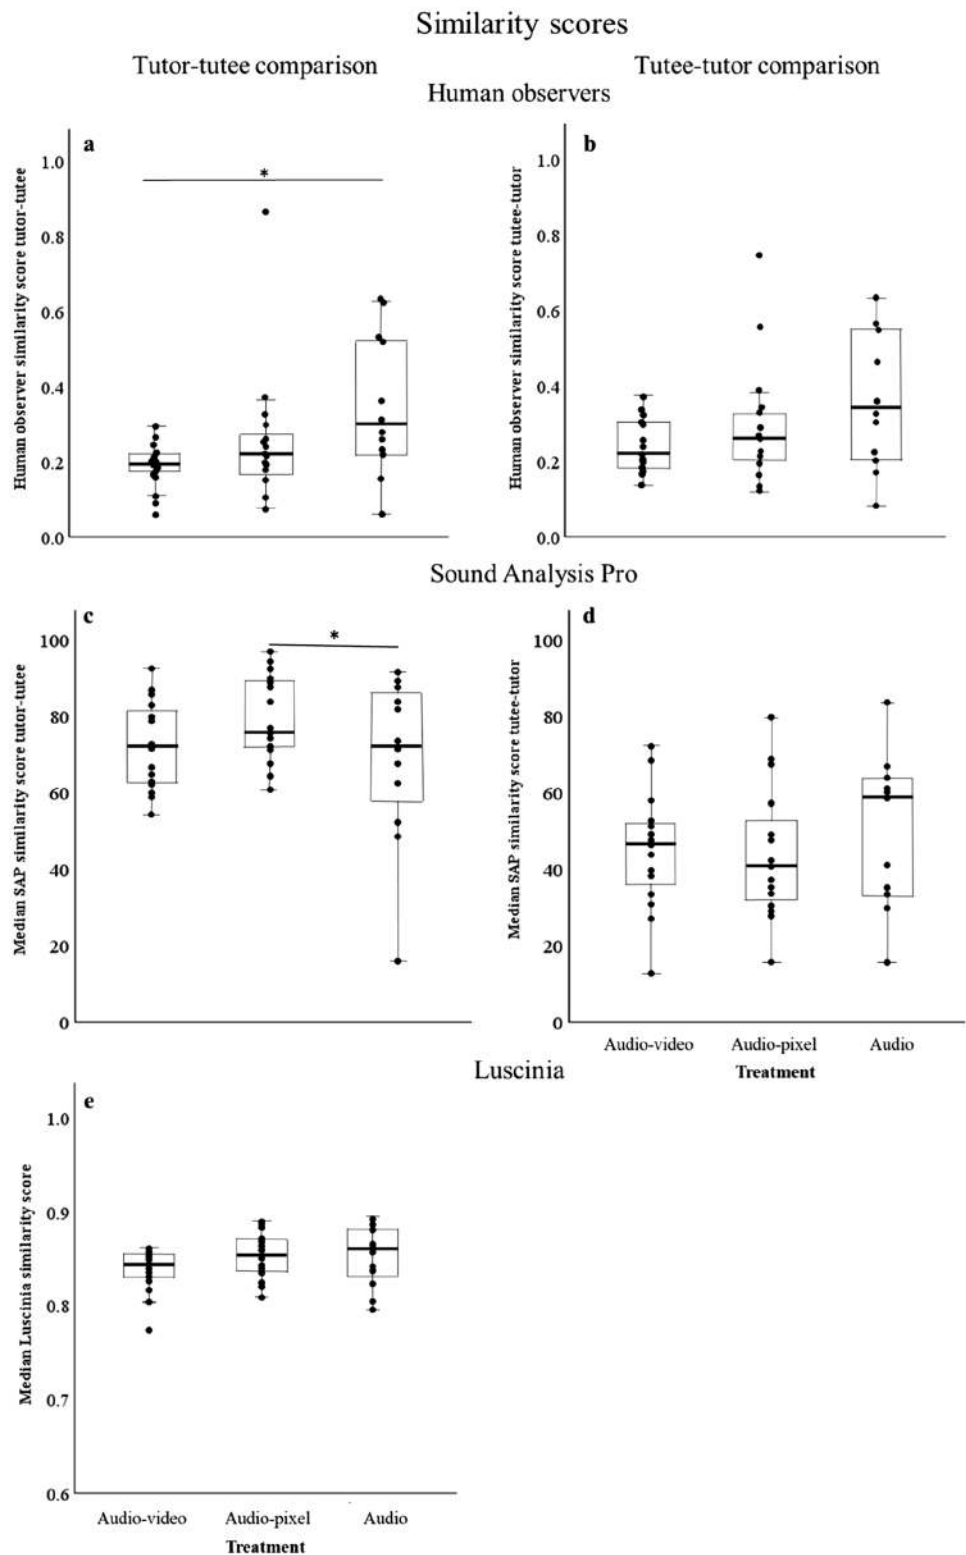 Similarity scores
Tutor-tutee comparison
Tutee-tutor comparison
Human observers
a
*
Human observer similarity score tutor-tutee
1.0
0.8
0.6
0.4
0.2
0.0
b
Human observer similarity score tutee-tutor
1.0
0.8
0.6
0.4
0.2
0.0
Sound Analysis Pro
c
*
Median SAP similarity score tutor-tutee
100
80
60
40
20
0
d
Median SAP similarity score tutee-tutor
100
80
60
40
20
0
Audio-video
Audio-pixel
Audio
Treatment
Luscinia
e
Median Luscinia similarity score
1.0
0.9
0.8
0.7
0.6
Audio-video
Audio-pixel
Audio
Treatment